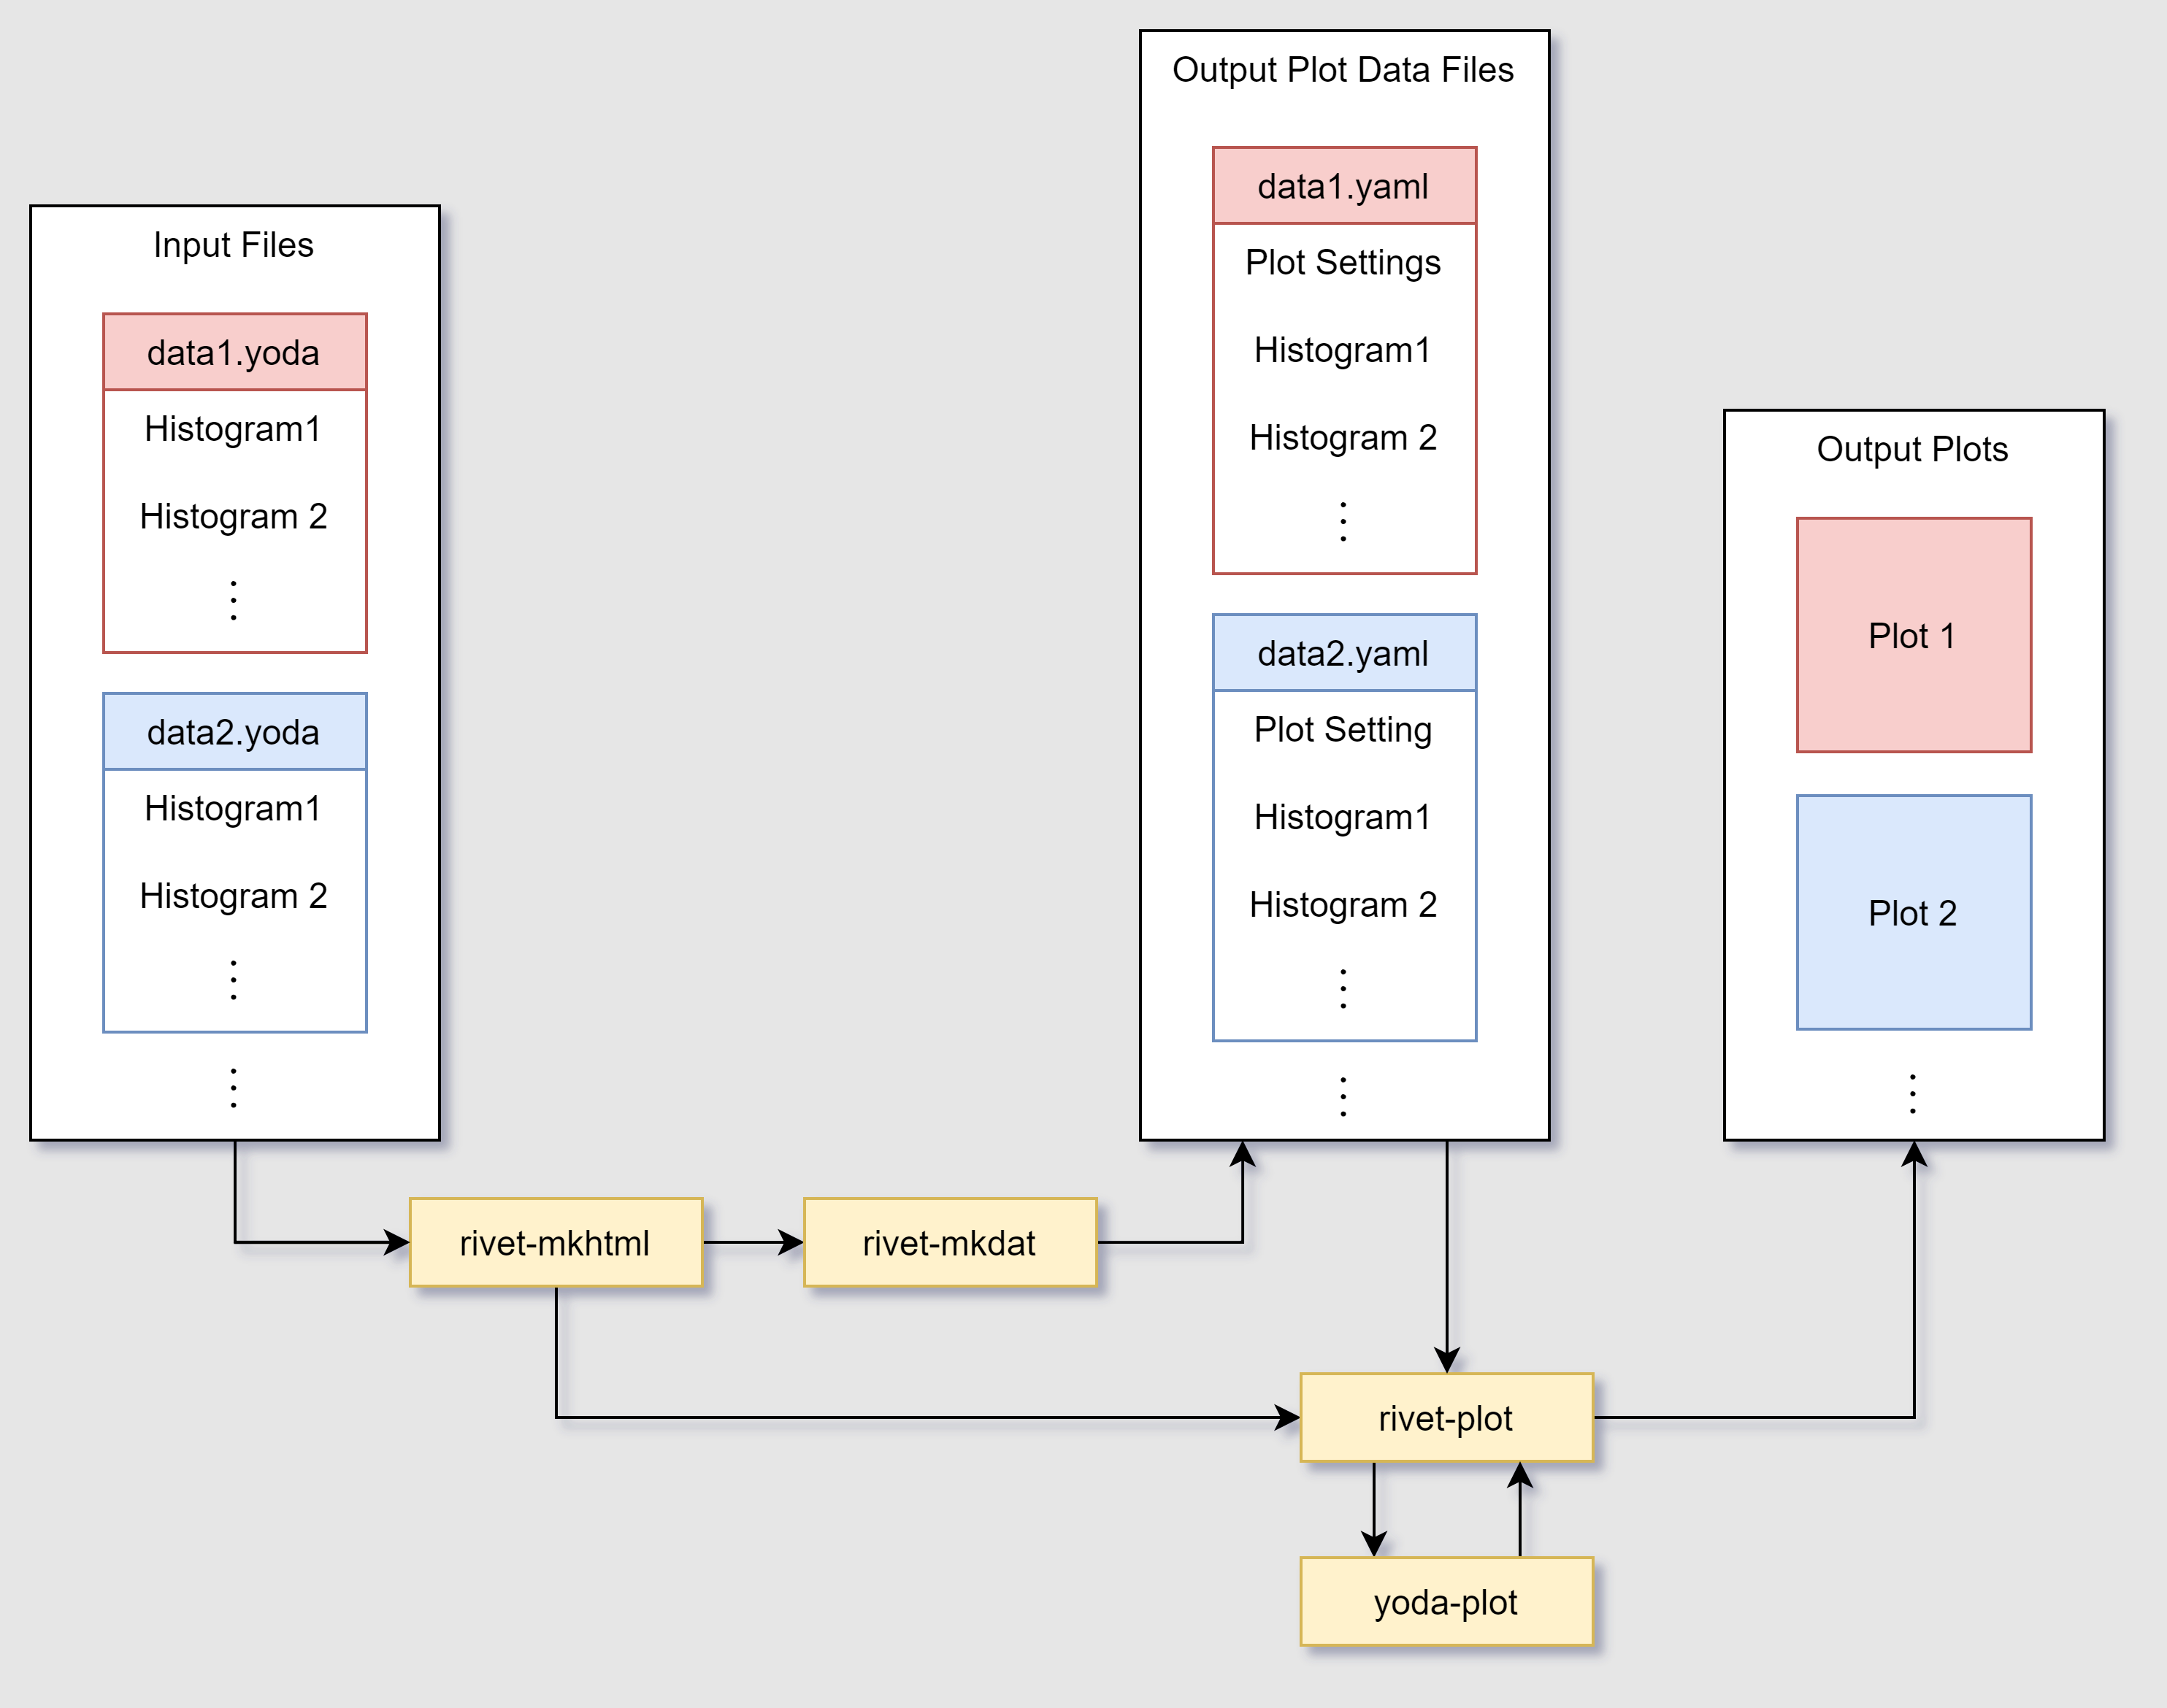 Input Files
data1.yoda
Histogram1
Histogram 2
data2.yoda
Histogram1
Histogram 2
Output Plot Data Files
data1.yaml
Plot Settings
Histogram1
Histogram 2
data2.yaml
Plot Setting
Histogram1
Histogram 2
Output Plots
Plot 1
Plot 2
rivet-mkhtml
rivet-mkdat
rivet-plot
yoda-plot